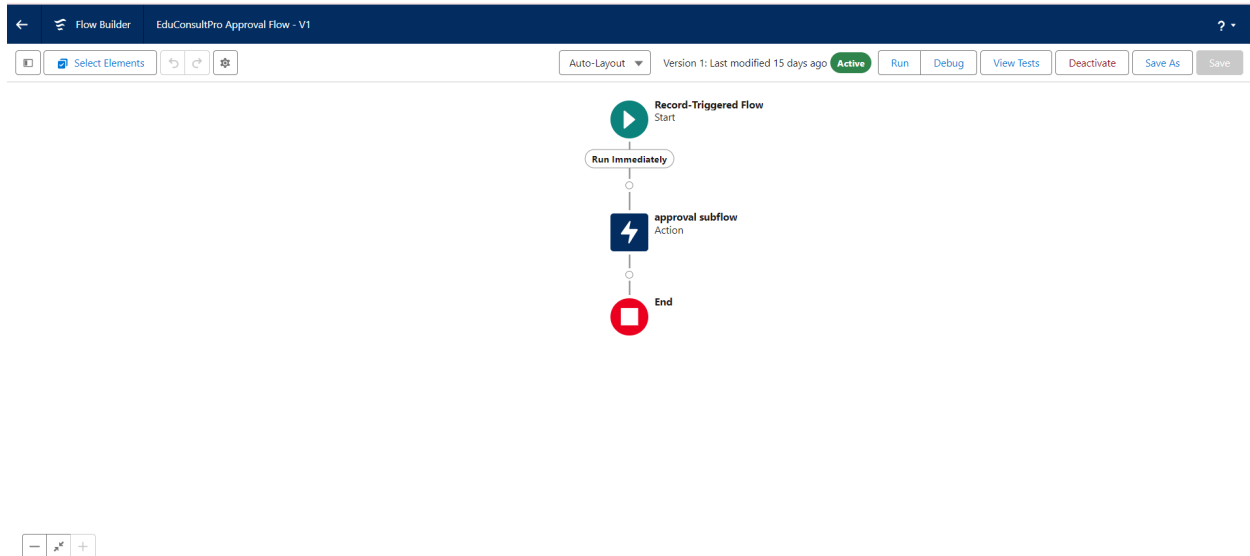 Flow Builder EduConsultPro Approval Flow - V1 ?
Select Elements Auto-Layout Version 1: Last modified 15 days ago Active Run Debug View Tests Deactivate Save As Save
Record-Triggered Flow
Start
Run Immediately
approval subflow
Action
End